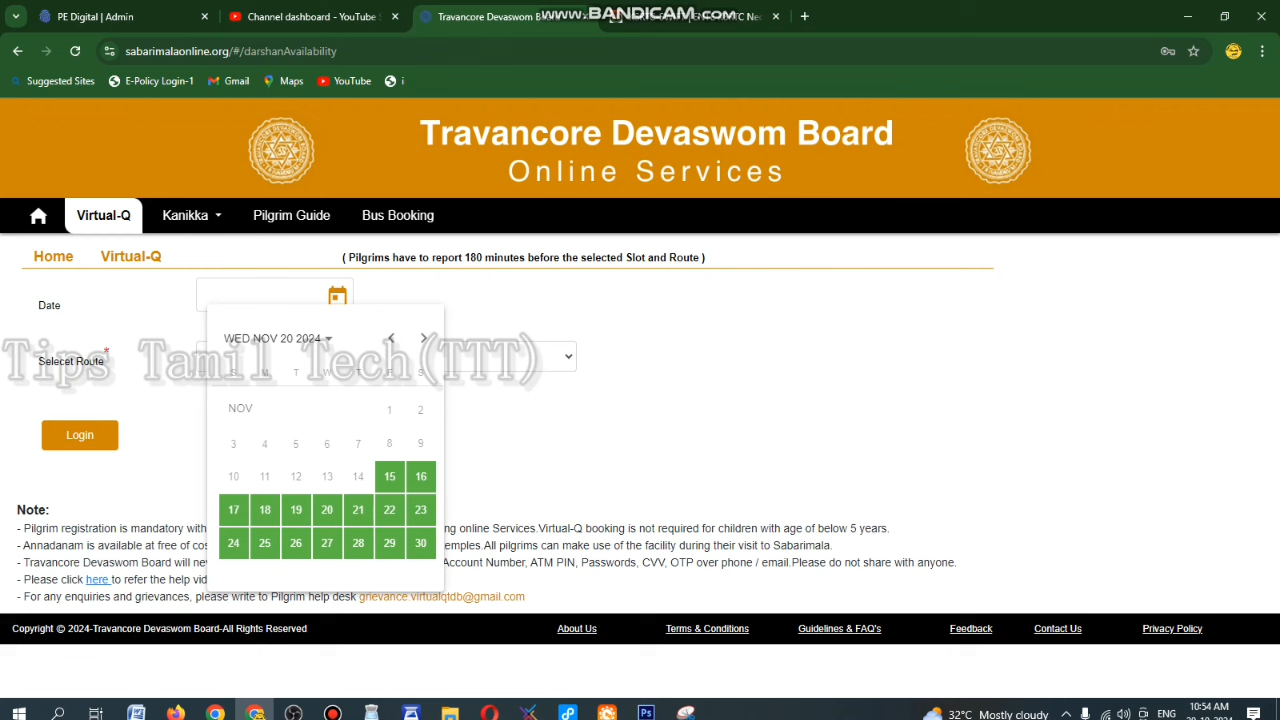 PE Digital | Admin
Channel dashboard - YouTube S
Travancore Devaswom B
www.BANDICAM.com
sabarimalaonline.org/#/darshanAvailability
Suggested Sites
E-Policy Login-1
Gmail
Maps
YouTube
i
Travancore Devaswom Board
Online Services
Virtual-Q
Kanikka
Pilgrim Guide
Bus Booking
Home
Virtual-Q
( Pilgrims have to report 180 minutes before the selected Slot and Route )
Date
WED NOV 20 2024
Tips Tamil Tech(TTT)
Selecet Route*
S M T W T F S
NOV 1 2
3 4 5 6 7 8 9
10 11 12 13 14 15 16
17 18 19 20 21 22 23
24 25 26 27 28 29 30
Login
Note:
- Pilgrim registration is mandatory with ng online Services.Virtual-Q booking is not required for children with age of below 5 years.
- Annadanam is available at free of cos emples.All pilgrims can make use of the facility during their visit to Sabarimala.
- Travancore Devaswom Board will nev Account Number, ATM PIN, Passwords, CVV, OTP over phone / email.Please do not share with anyone.
- Please click here to refer the help vid
- For any enquiries and grievances, please write to Pilgrim help desk grievance.virtualqtdb@gmail.com
Copyright © 2024-Travancore Devaswom Board-All Rights Reserved
About Us
Terms & Conditions
Guidelines & FAQ's
Feedback
Contact Us
Privacy Policy
32°C Mostly cloudy
ENG
10:54 AM